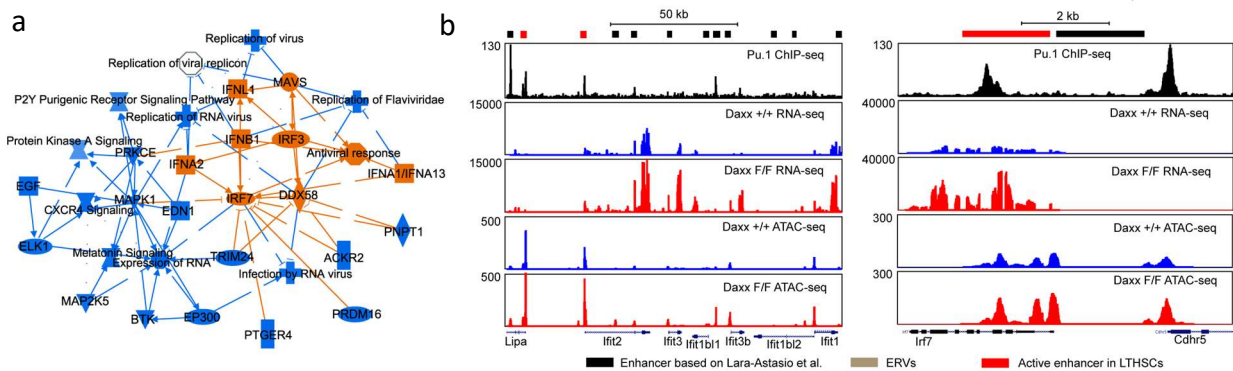 a
Replication of virus
Replication of viral replicon
MAVS
IFNL1
P2Y Purigenic Receptor Signaling Pathway
Replication of Flaviviridae
Replication of RNA virus
Protein Kinase A Signaling
IFNB1
IRF3
PRKCE
Antiviral response
IFNA2
IFNA1/IFNA13
EGF
MAPK1
IRF7
DDX58
CXCR4 Signaling
EDN1
PNPT1
ELK1
Melatonin Signaling
TRIM24
ACKR2
Expression of RNA
Infection by RNA virus
MAP2K5
BTK
EP300
PRDM16
PTGER4
b
50 kb
130
Pu.1 ChIP-seq
15000
Daxx +/+ RNA-seq
15000
Daxx F/F RNA-seq
500
Daxx +/+ ATAC-seq
500
Daxx F/F ATAC-seq
Lipa
Ifit2
Ifit3
Ifit1bl1
Ifit3b
Ifit1bl2
Ifit1
2 kb
130
Pu.1 ChIP-seq
40000
Daxx +/+ RNA-seq
40000
Daxx F/F RNA-seq
300
Daxx +/+ ATAC-seq
300
Daxx F/F ATAC-seq
Irf7
Cdhr5
Enhancer based on Lara-Astasio et al.
ERVs
Active enhancer in LTHSCs